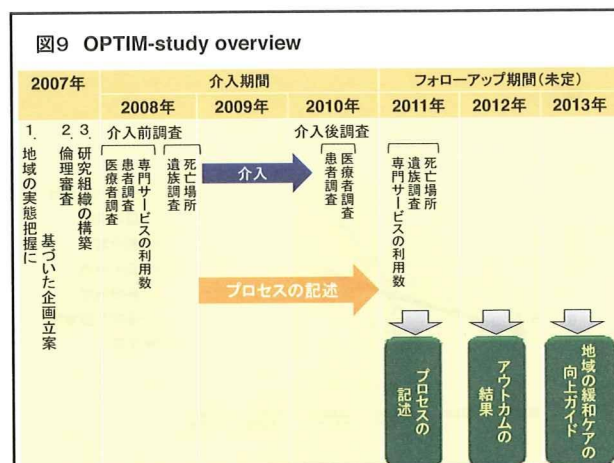 図9 OPTIM-study overview
2007年
介入期間
フォローアップ期間(未定)
2008年
2009年
2010年
2011年
2012年
2013年
1. 地域の実態把握に
基づいた企画立案
2. 倫理審査
3. 研究組織の構築
介入前調査
医療者調査
患者調査
専門サービスの利用数
遺族調査
死亡場所
介入
介入後調査
患者調査
医療者調査
専門サービスの利用数
遺族調査
死亡場所
プロセスの記述
プロセスの
記述
アウトカムの
結果
地域の緩和ケアの
向上ガイド